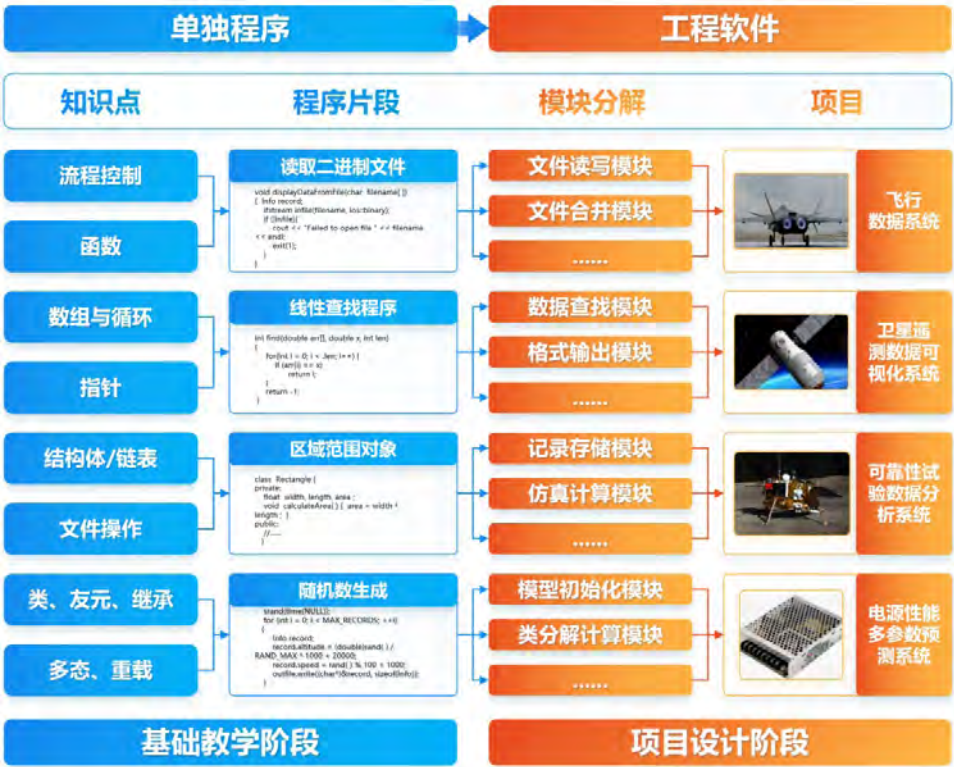 单独程序
工程软件
知识点
程序片段
模块分解
项目
流程控制
函数
读取二进制文件
void displayDataFromFile(char filename[ ])
{ Info record;
ifstream infile(filename, ios::binary);
if (!infile){
cout << "Failed to open file " << filename
<< endl;
exit(1);
}
}
文件读写模块
文件合并模块
......
飞行
数据系统
数组与循环
指针
线性查找程序
int find(double arr[], double x, int len)
{
for(int i = 0; i < len; i++) {
if (arr[i] == x)
return i;
}
return -1;
}
数据查找模块
格式输出模块
......
卫星遥
测数据可
视化系统
结构体/链表
文件操作
区域范围对象
class Rectangle {
private:
float width, length, area ;
void calculateArea( ) { area = width *
length ; }
public:
//......
}
记录存储模块
仿真计算模块
......
可靠性试
验数据分
析系统
类、友元、继承
多态、重载
随机数生成
srand(time(NULL));
for (int i = 0; i < MAX_RECORDS; ++i)
{
Info record;
record.altitude = (double)rand( ) /
RAND_MAX * 1000 + 20000;
record.speed = rand( ) % 100 + 1000;
outfile.write((char*)&record, sizeof(Info));
}
模型初始化模块
类分解计算模块
......
电源性能
多参数预
测系统
基础教学阶段
项目设计阶段